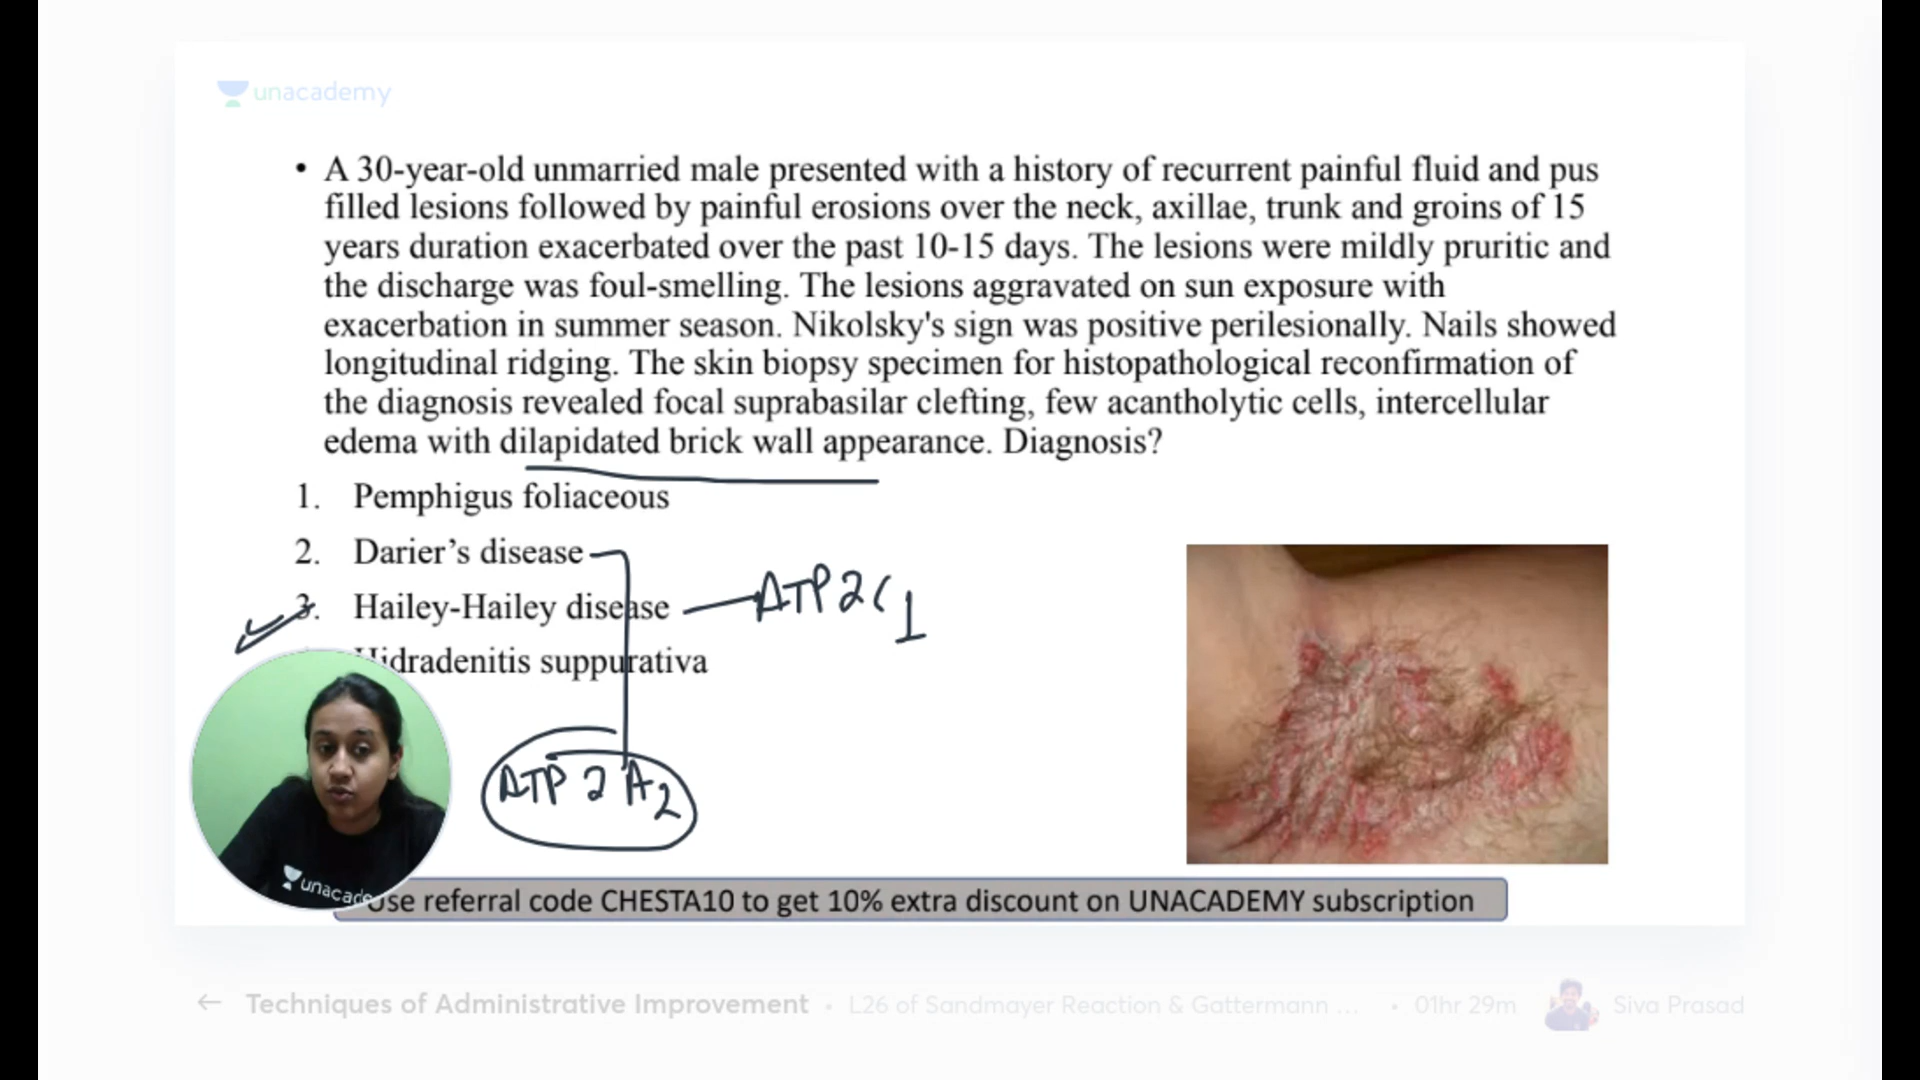 unacademy
• A 30-year-old unmarried male presented with a history of recurrent painful fluid and pus
filled lesions followed by painful erosions over the neck, axillae, trunk and groins of 15
years duration exacerbated over the past 10-15 days. The lesions were mildly pruritic and
the discharge was foul-smelling. The lesions aggravated on sun exposure with
exacerbation in summer season. Nikolsky's sign was positive perilesionally. Nails showed
longitudinal ridging. The skin biopsy specimen for histopathological reconfirmation of
the diagnosis revealed focal suprabasilar clefting, few acantholytic cells, intercellular
edema with dilapidated brick wall appearance. Diagnosis?
1. Pemphigus foliaceous
2. Darier’s disease
3. Hailey-Hailey disease ATP2C1
Hidradenitis suppurativa
ATP 2 A2
unacade
Use referral code CHESTA10 to get 10% extra discount on UNACADEMY subscription
← Techniques of Administrative Improvement • L26 of Sandmayer Reaction & Gattermann ... • 01hr 29m Siva Prasad